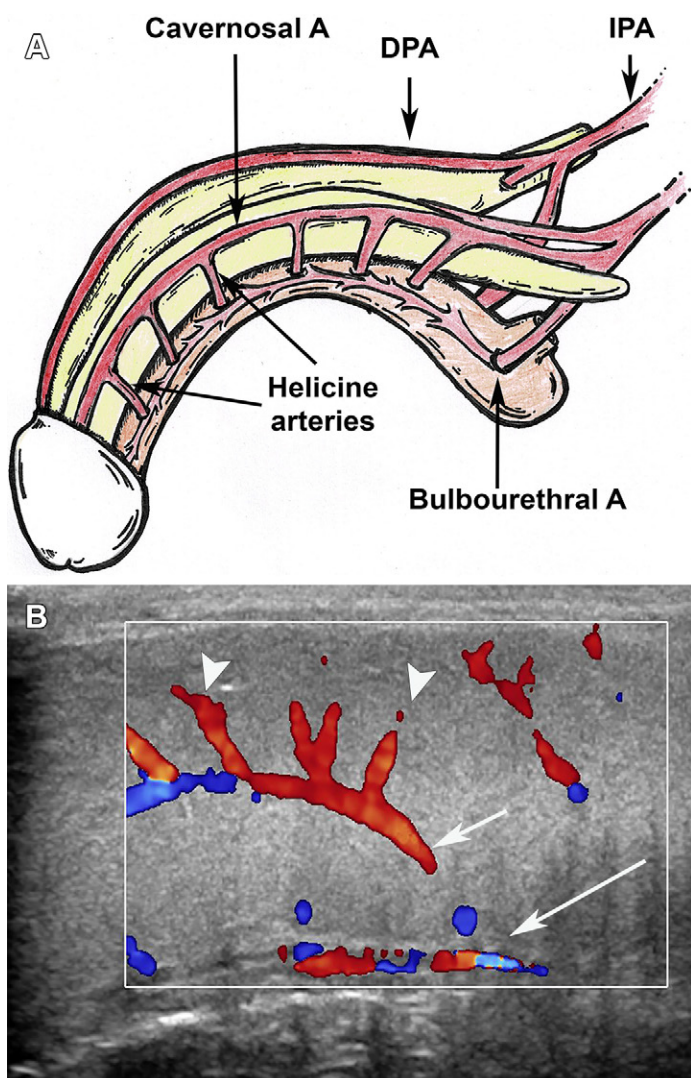 A
Cavernosal A
DPA
IPA
Helicine
arteries
Bulbourethral A
B